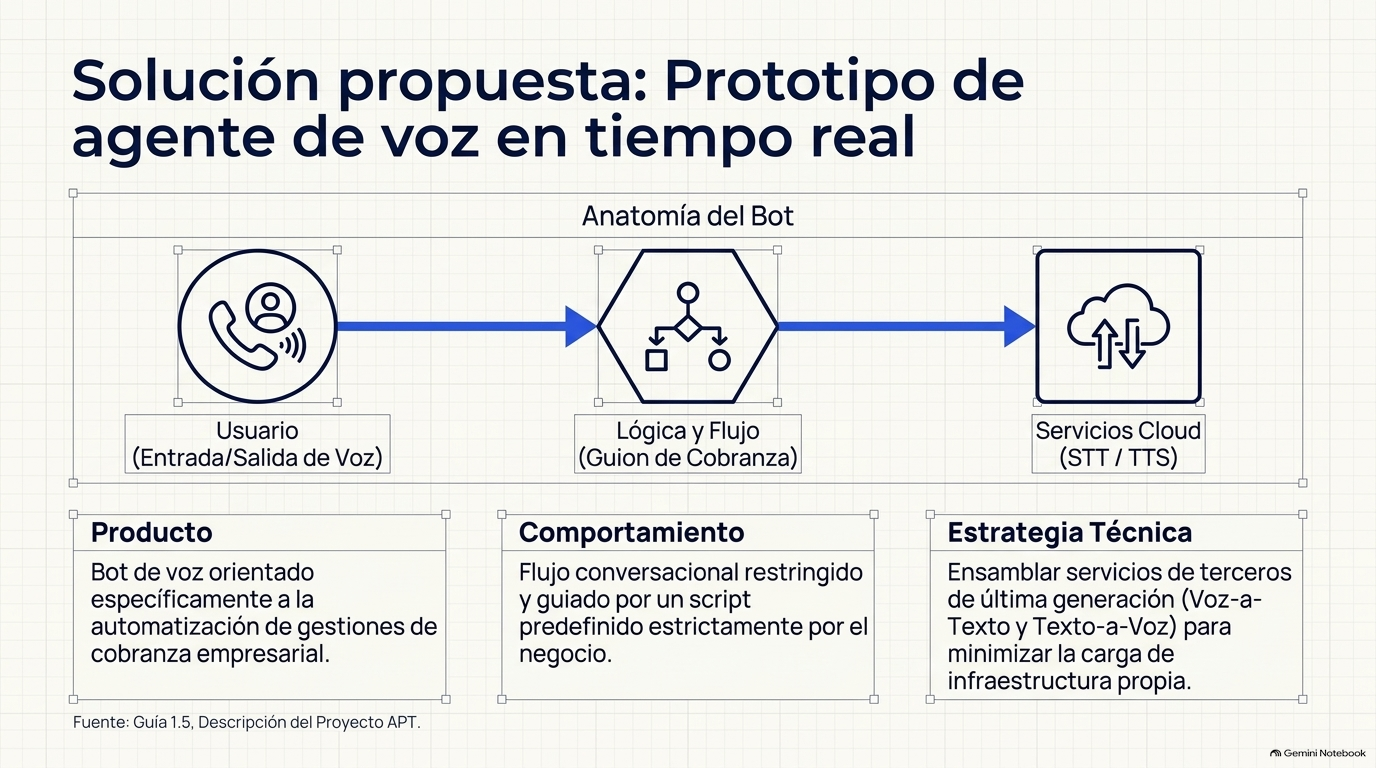 Solución propuesta: Prototipo de
agente de voz en tiempo real
Anatomía del Bot
Usuario
(Entrada/Salida de Voz)
Lógica y Flujo
(Guion de Cobranza)
Servicios Cloud
(STT / TTS)
Producto
Bot de voz orientado
específicamente a la
automatización de gestiones de
cobranza empresarial.
Comportamiento
Flujo conversacional restringido
y guiado por un script
predefinido estrictamente por el
negocio.
Estrategia Técnica
Ensamblar servicios de terceros
de última generación (Voz-a-
Texto y Texto-a-Voz) para
minimizar la carga de
infraestructura propia.
Fuente: Guía 1.5, Descripción del Proyecto APT.
Gemini Notebook